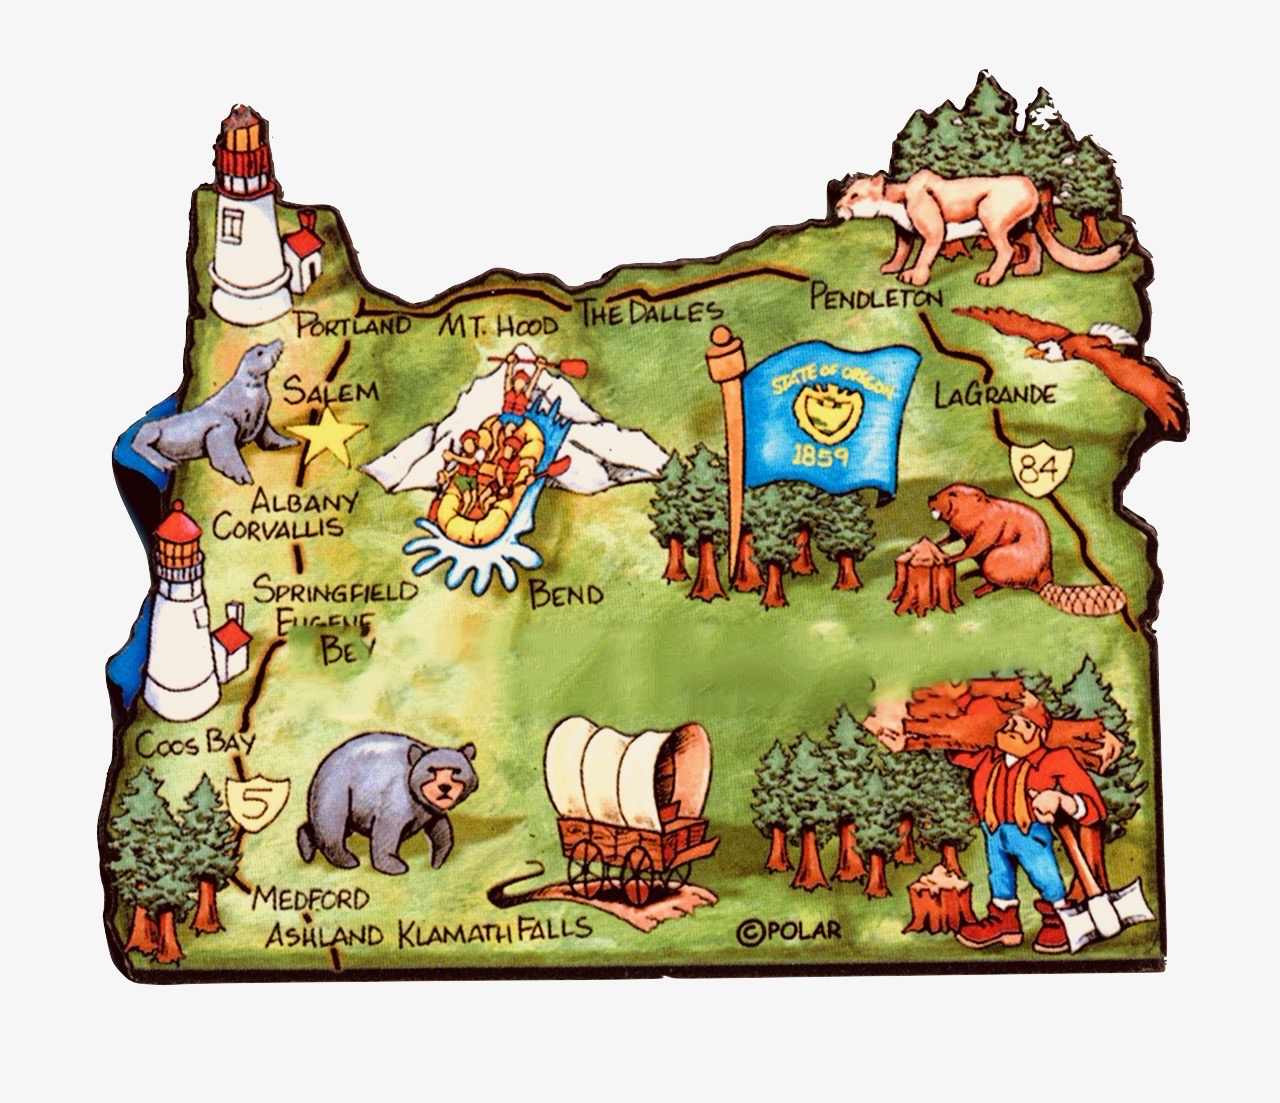 PORTLAND
MT. HOOD
THE DALLES
PENDLETON
SALEM
STATE OF OREGON
1859
LAGRANDE
84
ALBANY
CORVALLIS
SPRINGFIELD
EUGENE
BEND
BEY
COOS BAY
5
MEDFORD
ASHLAND
KLAMATH FALLS
©POLAR